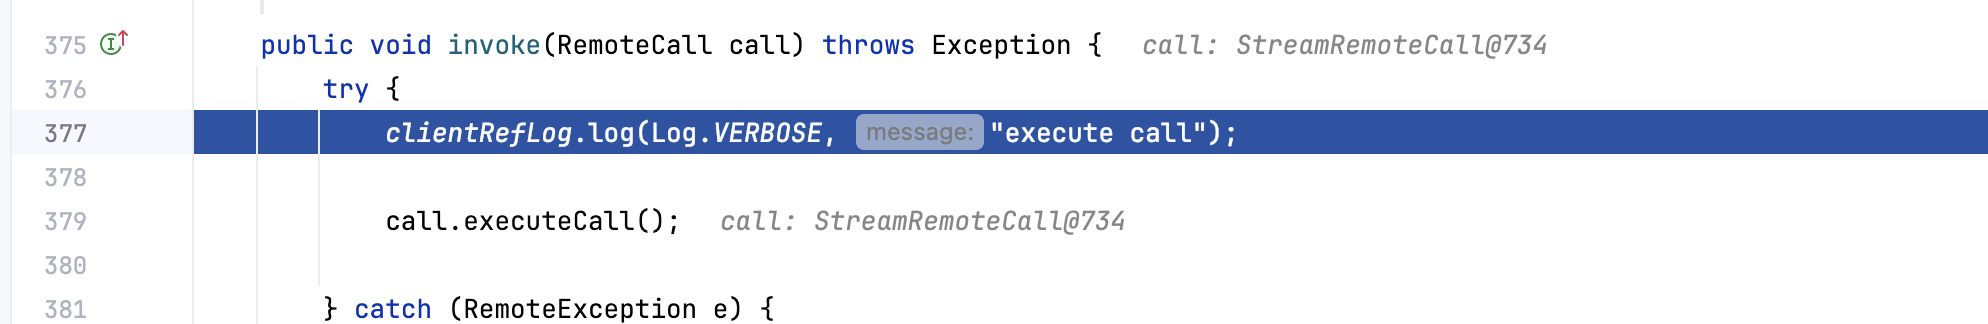 375 public void invoke(RemoteCall call) throws Exception { call: StreamRemoteCall@734
376 try {
377 clientRefLog.log(Log.VERBOSE, message: "execute call");
378
379 call.executeCall(); call: StreamRemoteCall@734
380
381 } catch (RemoteException e) {